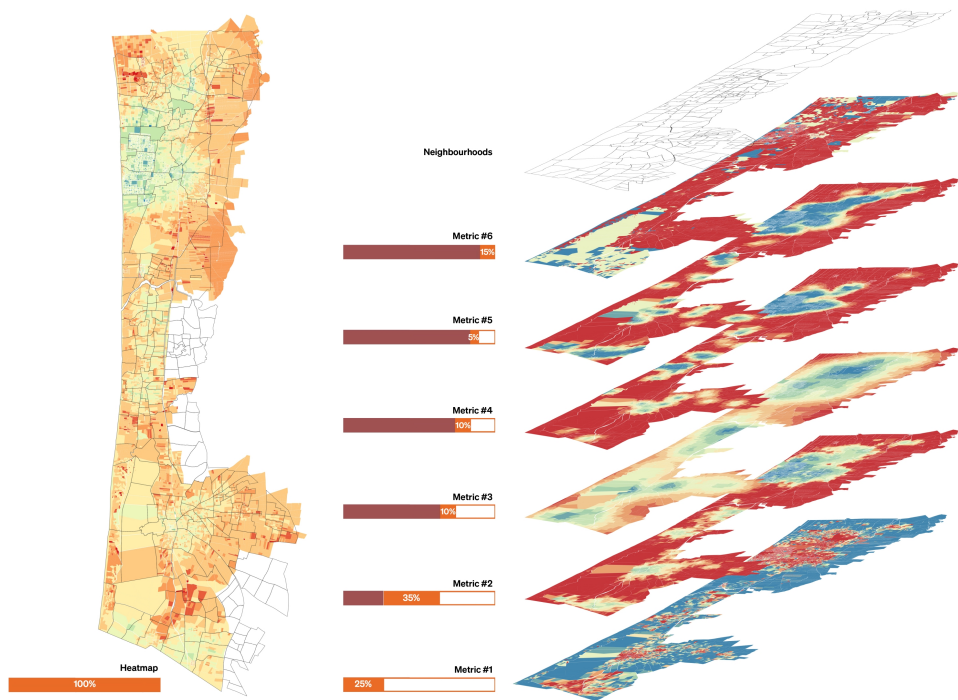 Neighbourhoods
Metric #6
15%
Metric #5
5%
Metric #4
10%
Metric #3
10%
Metric #2
35%
Heatmap
100%
Metric #1
25%